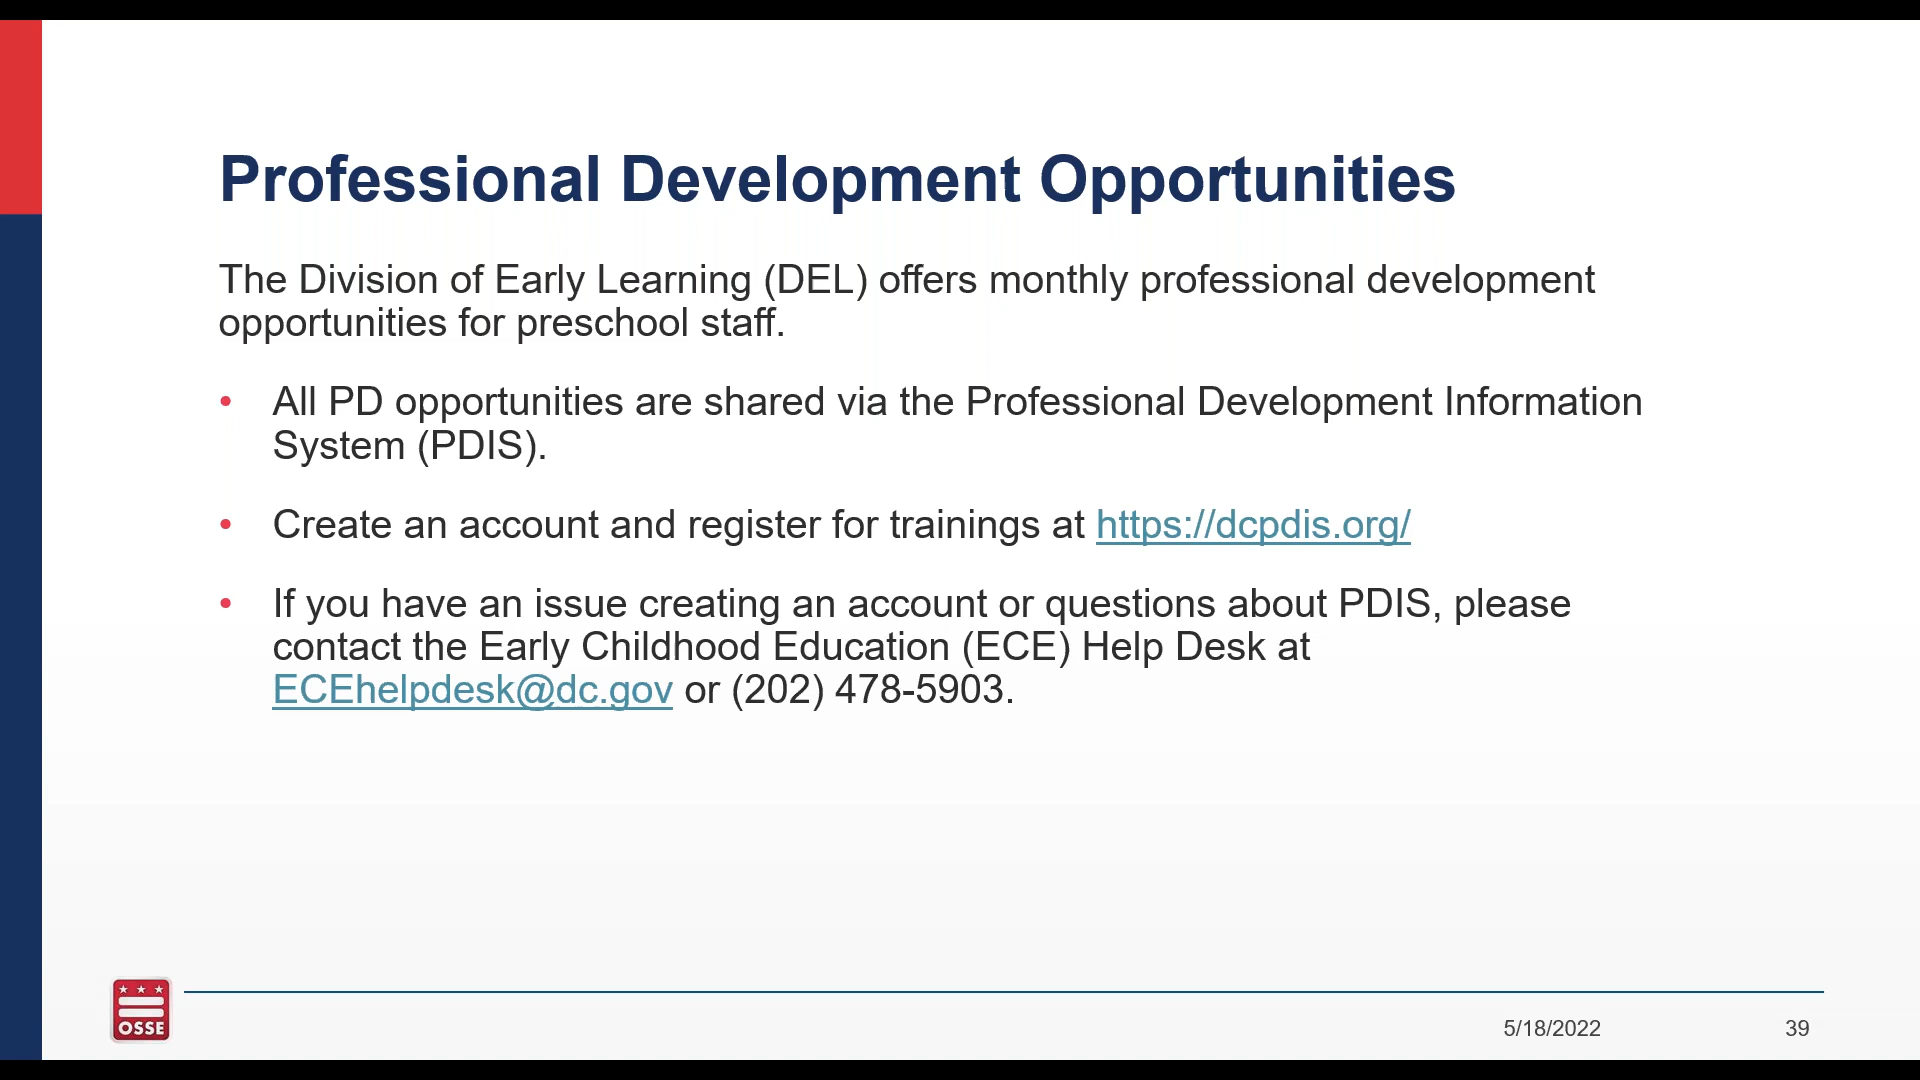 Professional Development Opportunities
The Division of Early Learning (DEL) offers monthly professional development
opportunities for preschool staff.
• All PD opportunities are shared via the Professional Development Information
System (PDIS).
• Create an account and register for trainings at https://dcpdis.org/
• If you have an issue creating an account or questions about PDIS, please
contact the Early Childhood Education (ECE) Help Desk at
ECEhelpdesk@dc.gov or (202) 478-5903.
OSSE
5/18/2022
39